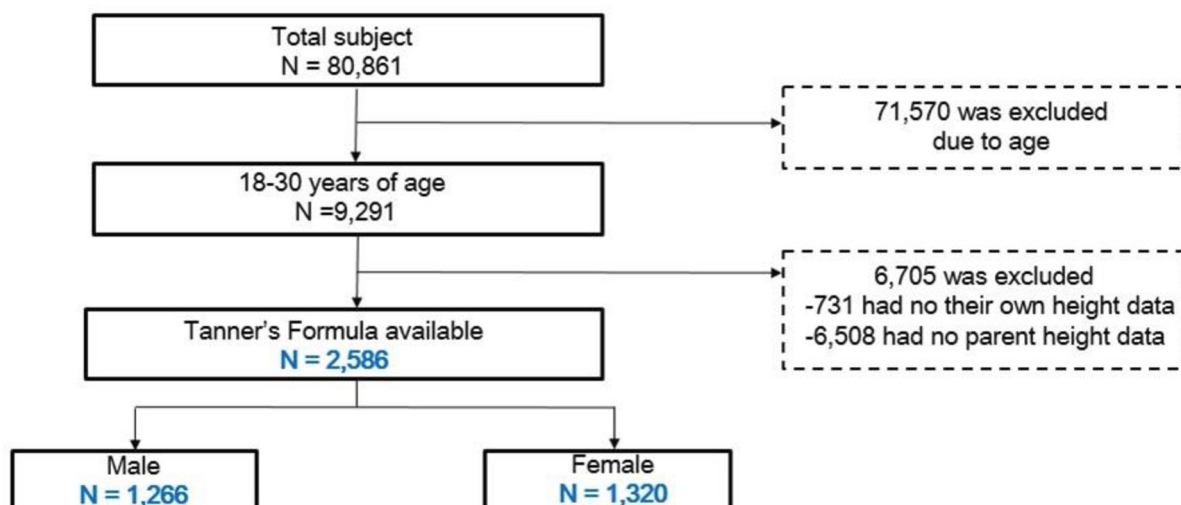 Total subject
N = 80,861
71,570 was excluded
due to age
18-30 years of age
N =9,291
6,705 was excluded
-731 had no their own height data
-6,508 had no parent height data
Tanner's Formula available
N = 2,586
Male
N = 1,266
Female
N = 1,320